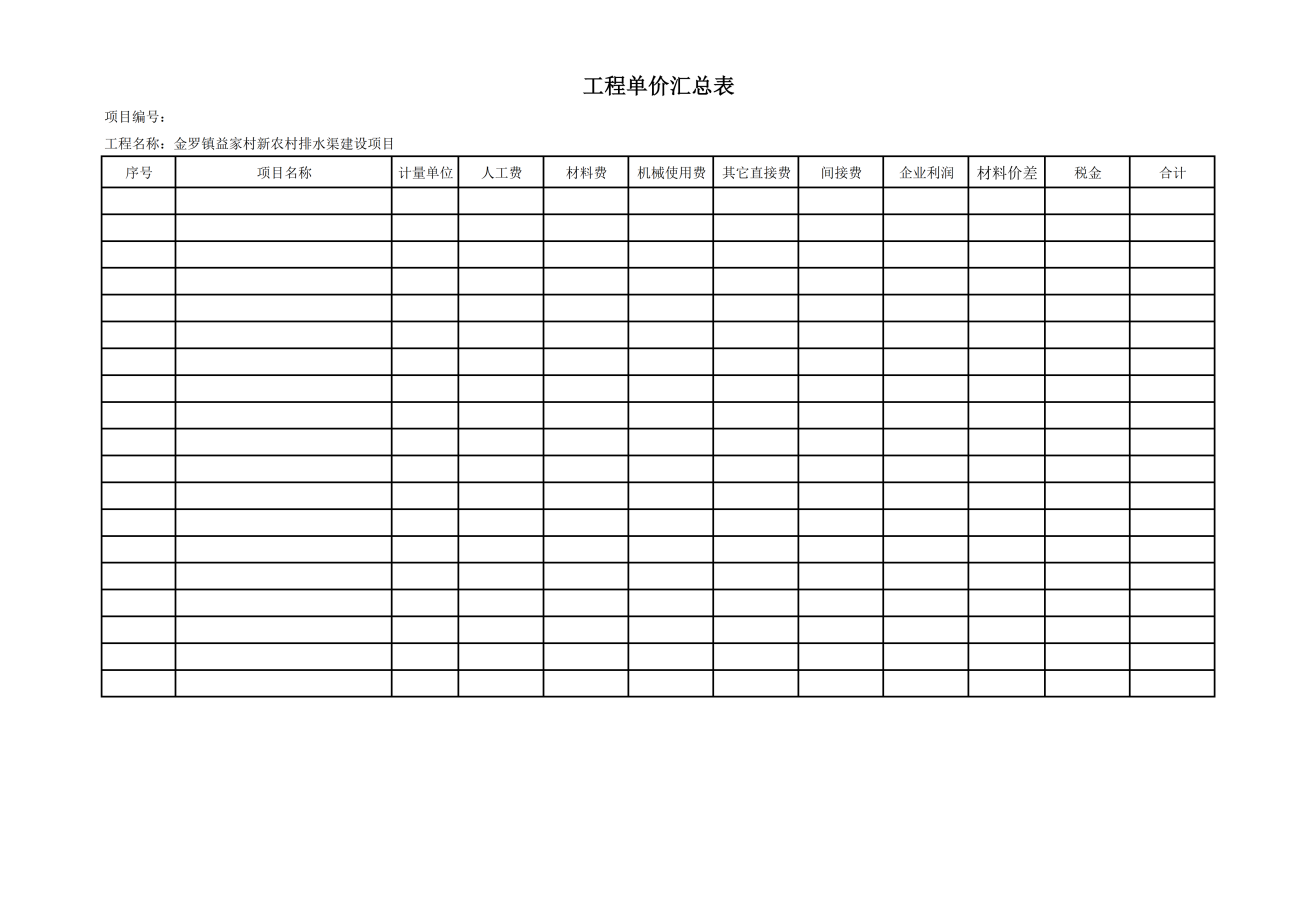 工程单价汇总表
项目编号：
工程名称：金罗镇益家村新农村排水渠建设项目
序号 项目名称 计量单位 人工费 材料费 机械使用费 其它直接费 间接费 企业利润 材料价差 税金 合计